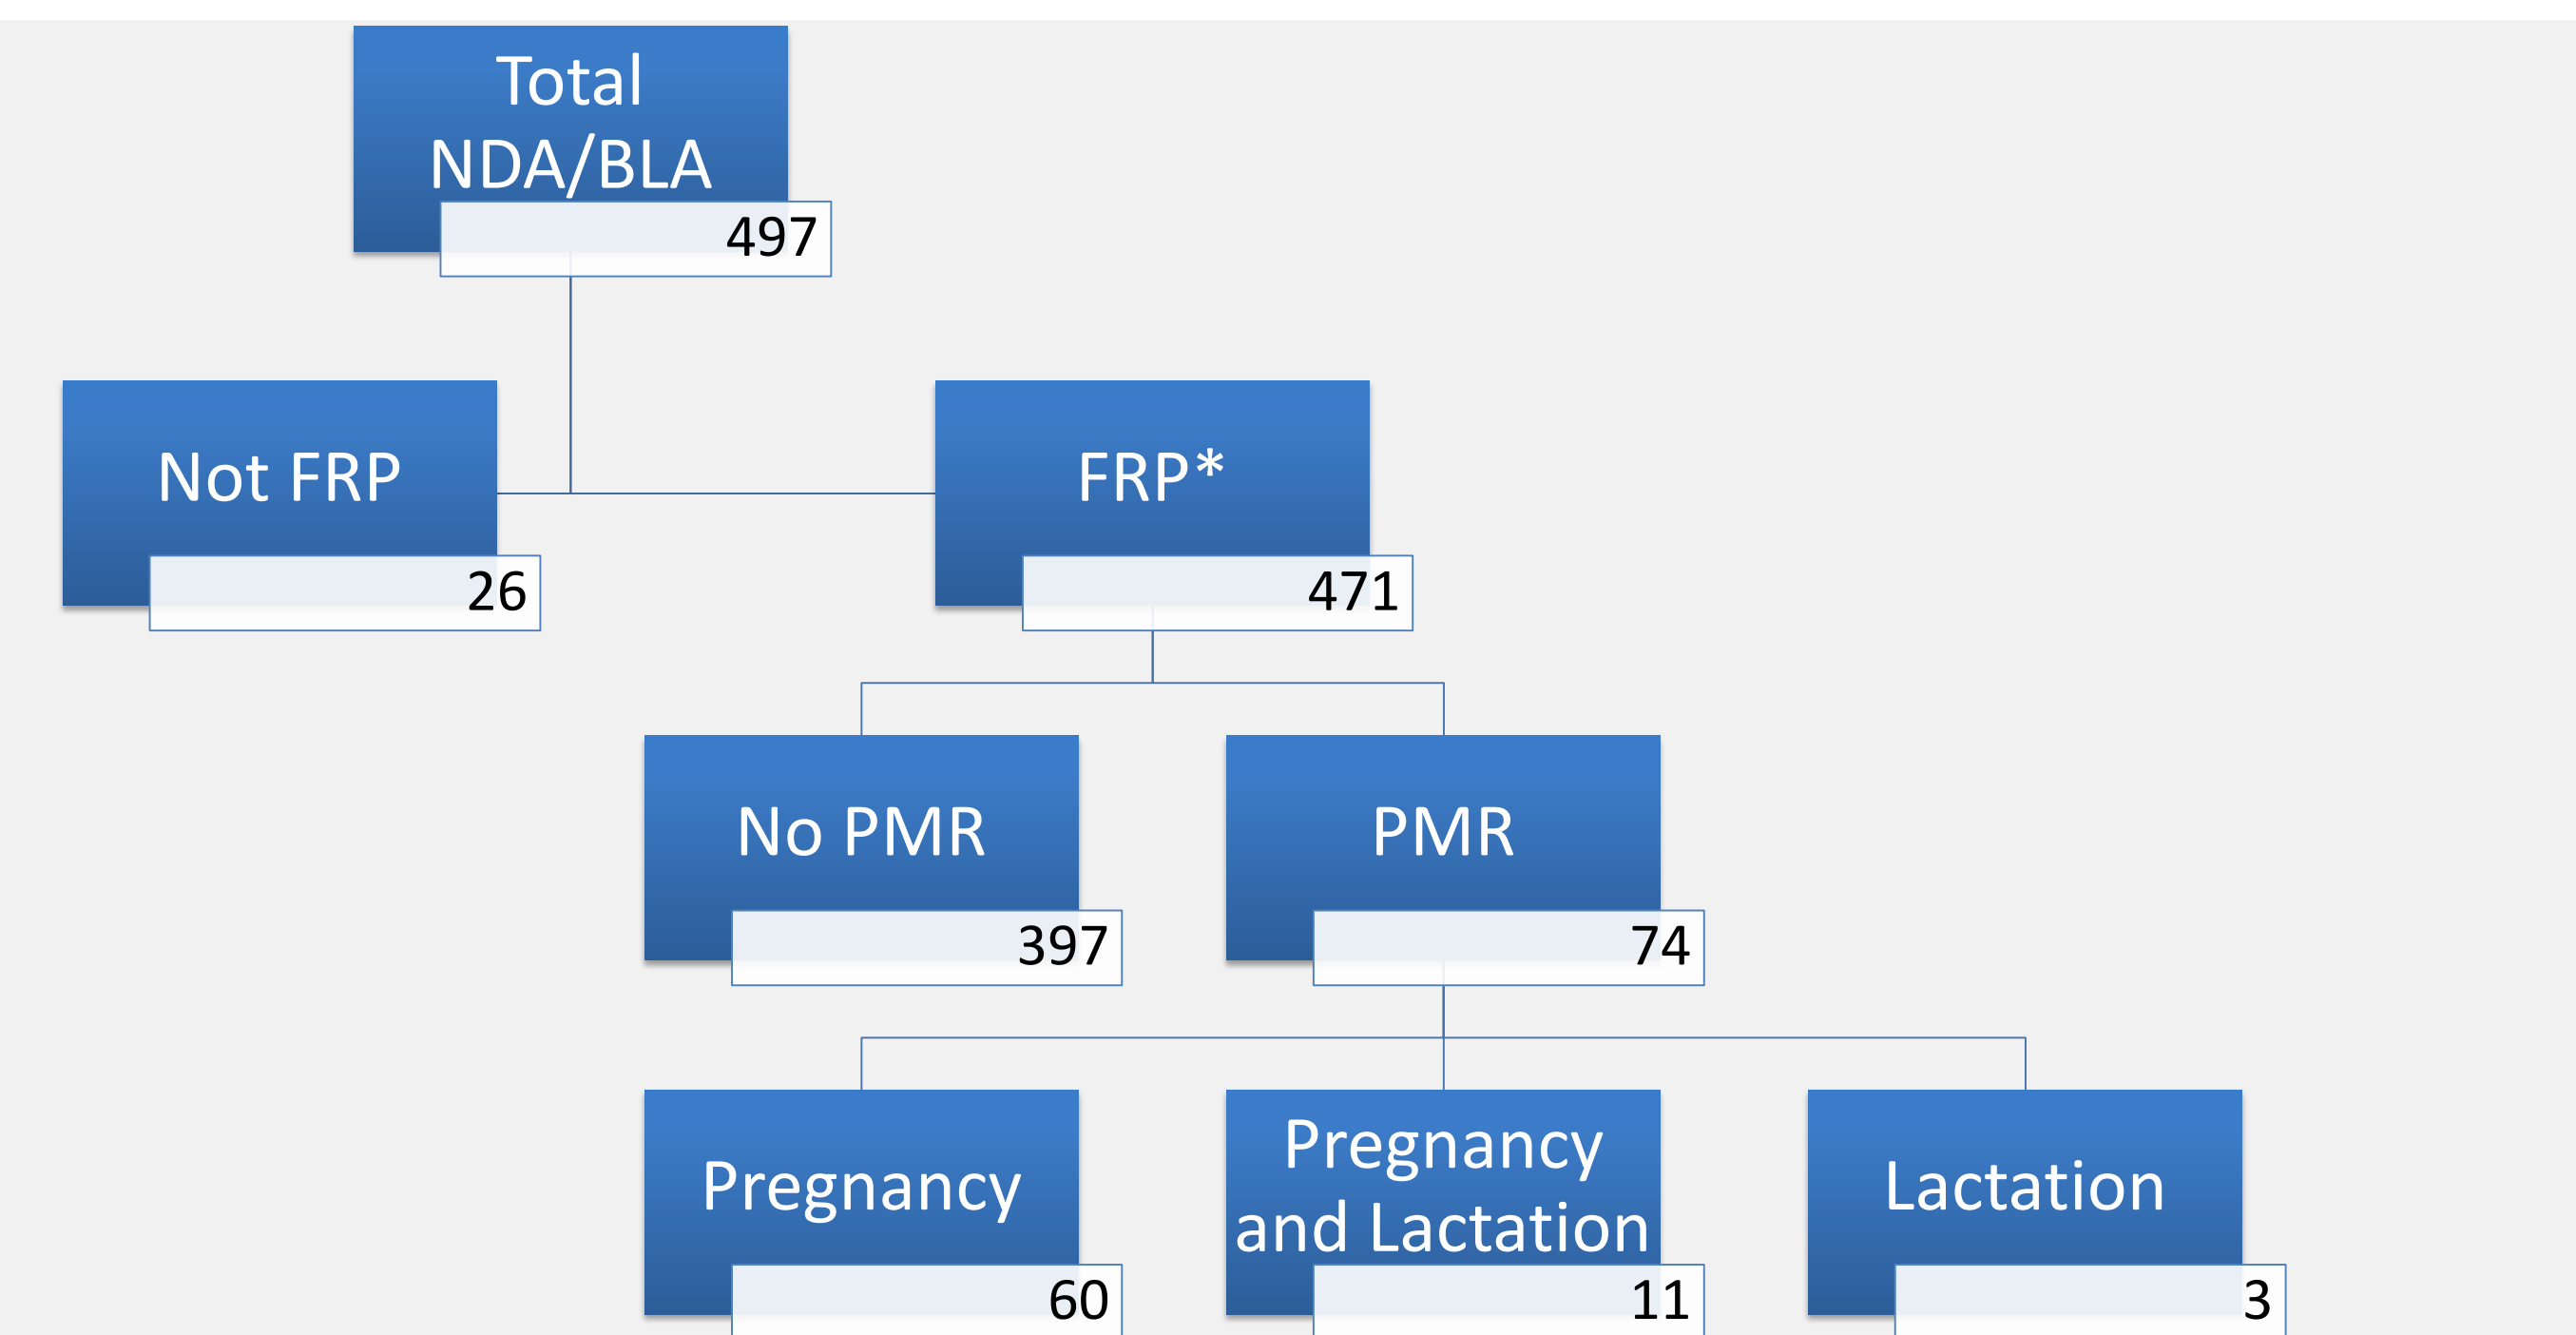 Total
NDA/BLA
497
Not FRP
26
FRP*
471
No PMR
397
PMR
74
Pregnancy
60
Pregnancy
and Lactation
11
Lactation
3